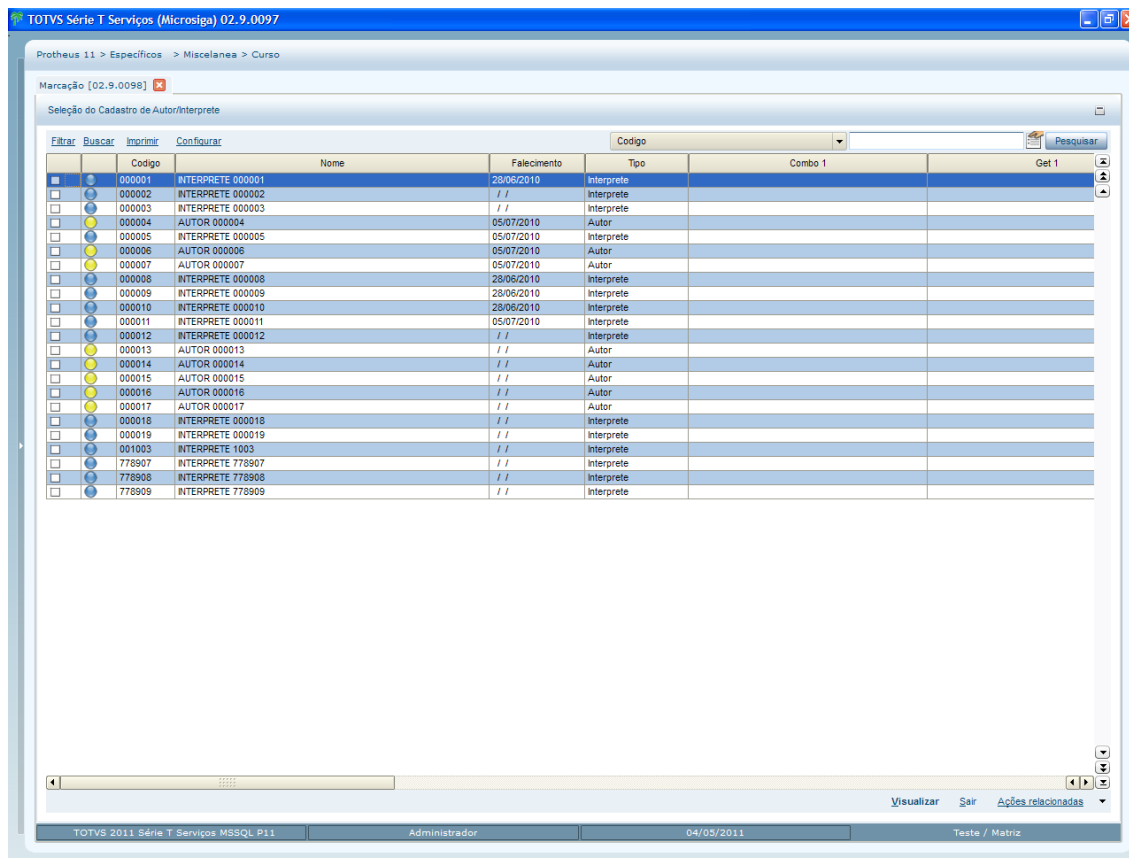 TOTVS Série T Serviços (Microsiga) 02.9.0097
Protheus 11 > Específicos > Miscelanea > Curso
Marcação [02.9.0098]
Seleção do Cadastro de Autor/Interprete
Filtrar Buscar Imprimir Configurar Codigo Pesquisar
Codigo Nome Falecimento Tipo Combo 1 Get 1
000001 INTERPRETE 000001 28/06/2010 Interprete
000002 INTERPRETE 000002 / / Interprete
000003 INTERPRETE 000003 / / Interprete
000004 AUTOR 000004 05/07/2010 Autor
000005 INTERPRETE 000005 05/07/2010 Interprete
000006 AUTOR 000006 05/07/2010 Autor
000007 AUTOR 000007 05/07/2010 Autor
000008 INTERPRETE 000008 28/06/2010 Interprete
000009 INTERPRETE 000009 28/06/2010 Interprete
000010 INTERPRETE 000010 28/06/2010 Interprete
000011 INTERPRETE 000011 05/07/2010 Interprete
000012 INTERPRETE 000012 / / Interprete
000013 AUTOR 000013 / / Autor
000014 AUTOR 000014 / / Autor
000015 AUTOR 000015 / / Autor
000016 AUTOR 000016 / / Autor
000017 AUTOR 000017 / / Autor
000018 INTERPRETE 000018 / / Interprete
000019 INTERPRETE 000019 / / Interprete
001003 INTERPRETE 1003 / / Interprete
778907 INTERPRETE 778907 / / Interprete
778908 INTERPRETE 778908 / / Interprete
778909 INTERPRETE 778909 / / Interprete
Visualizar Sair Ações relacionadas
TOTVS 2011 Série T Serviços MSSQL P11 Administrador 04/05/2011 Teste / Matriz